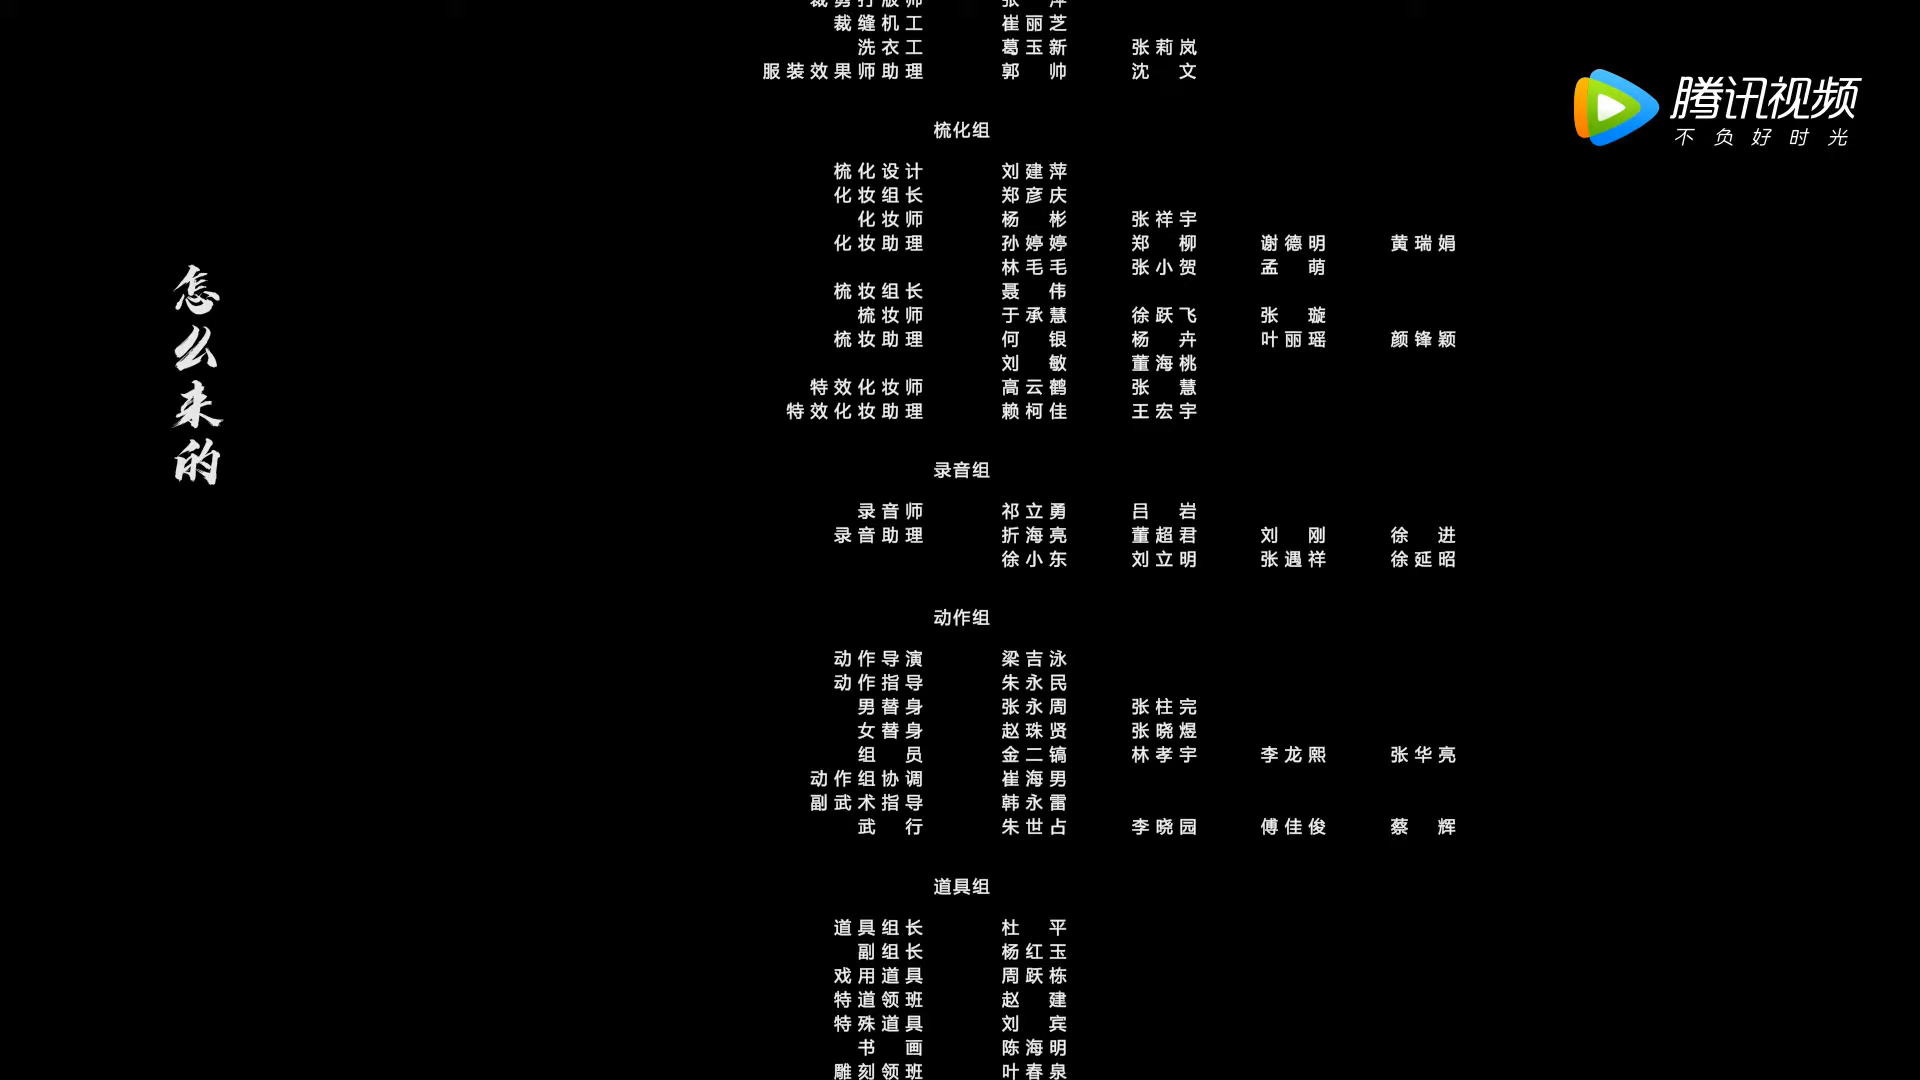 裁剪打版师 张 萍
裁缝机工 崔丽芝
洗衣工 葛玉新 张莉岚
服装效果师助理 郭 帅 沈 文
梳化组
梳化设计 刘建萍
化妆组长 郑彦庆
化妆师 杨 彬 张祥宇
化妆助理 孙婷婷 郑 柳 谢德明 黄瑞娟
林毛毛 张小贺 孟 萌
梳妆组长 聂 伟
梳妆师 于承慧 徐跃飞 张 璇
梳妆助理 何 银 杨 卉 叶丽瑶 颜锋颖
刘 敏 董海桃
特效化妆师 高云鹤 张 慧
特效化妆助理 赖柯佳 王宏宇
录音组
录音师 祁立勇 吕 岩
录音助理 折海亮 董超君 刘 刚 徐 进
徐小东 刘立明 张遇祥 徐延昭
动作组
动作导演 梁吉泳
动作指导 朱永民
男替身 张永周 张柱完
女替身 赵珠贤 张晓煜
组 员 金二镐 林孝宇 李龙熙 张华亮
动作组协调 崔海男
副武术指导 韩永雷
武 行 朱世占 李晓园 傅佳俊 蔡 辉
道具组
道具组长 杜 平
副组长 杨红玉
戏用道具 周跃栋
特道领班 赵 建
特殊道具 刘 宾
书 画 陈海明
雕刻领班 叶春泉
怎么来的
腾讯视频
不负好时光